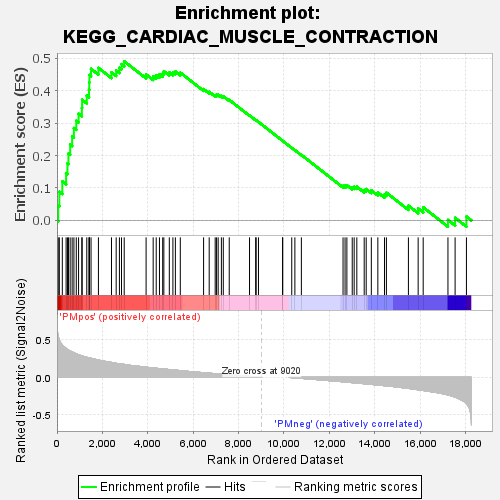 Enrichment plot:
KEGG_CARDIAC_MUSCLE_CONTRACTION
Enrichment score (ES)
0.5
0.4
0.3
0.2
0.1
0.0
'PMpos' (positively correlated)
Ranked list metric (Signal2Noise)
0.5
0.0
-0.5
Zero cross at 9020
'PMneg' (negatively correlated)
0 2,000 4,000 6,000 8,000 10,000 12,000 14,000 16,000 18,000
Rank in Ordered Dataset
Enrichment profile Hits Ranking metric scores